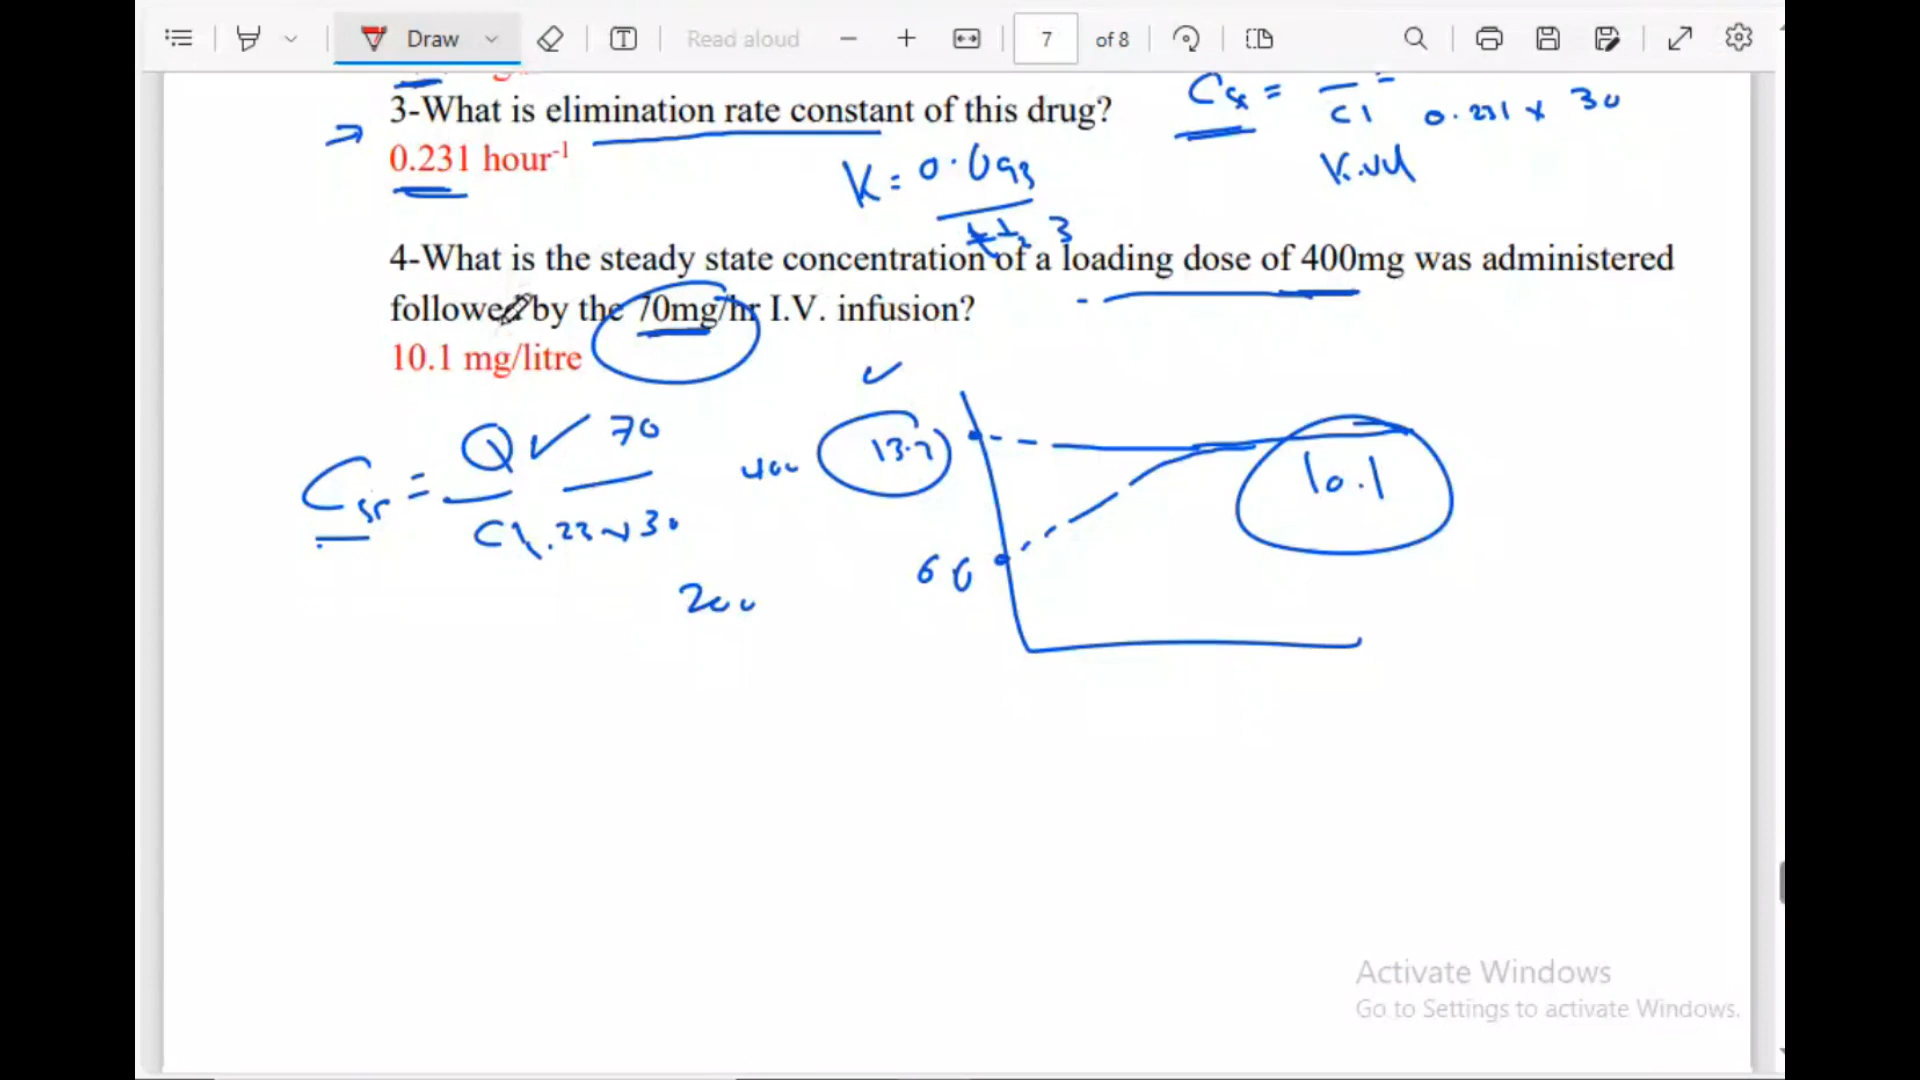 Draw
Read aloud
7 of 8
3-What is elimination rate constant of this drug?
0.231 hour-1
K = 0.693
t½ 3
Css =
Cl 0.231 x 30
K.Vd
4-What is the steady state concentration of a loading dose of 400mg was administered
followed by the 70mg/hr I.V. infusion?
10.1 mg/litre
Css = Q 70
Cl 30
400 13.7
10.1
200
Activate Windows
Go to Settings to activate Windows.